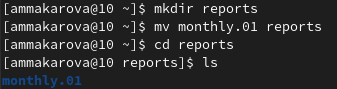 [ammakarova@10 ~]$ mkdir reports
[ammakarova@10 ~]$ mv monthly.01 reports
[ammakarova@10 ~]$ cd reports
[ammakarova@10 reports]$ ls
monthly.01